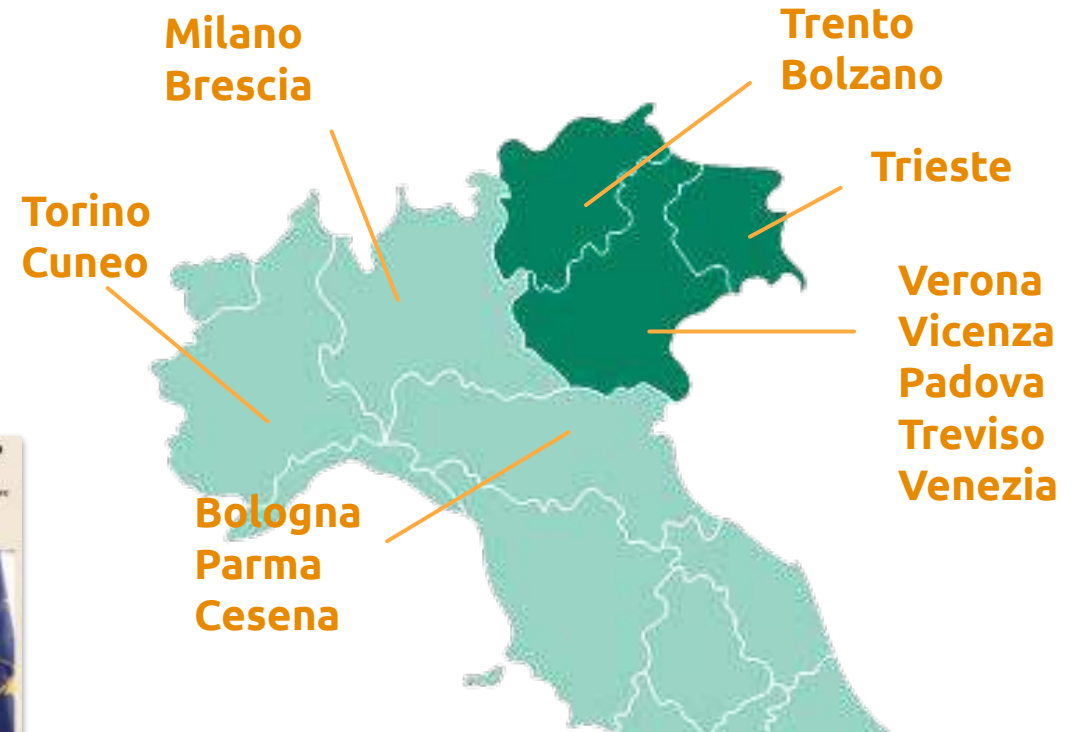 Milano
Brescia
Trento
Bolzano
Trieste
Torino
Cuneo
Verona
Vicenza
Padova
Treviso
Venezia
Bologna
Parma
Cesena